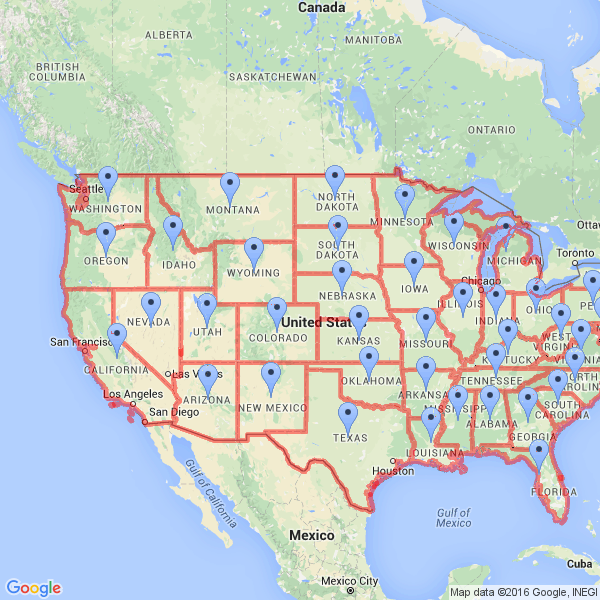 Canada
ALBERTA
MANITOBA
BRITISH
COLUMBIA
SASKATCHEWAN
ONTARIO
Seattle
WASHINGTON
MONTANA
NORTH
DAKOTA
MINNESOTA
Ottawa
OREGON
IDAHO
SOUTH
DAKOTA
WISCONSIN
MICHIGAN
Toronto
WYOMING
IOWA
Chicago
NEBRASKA
ILLINOIS
INDIANA
OHIO
PE
NEVADA
UTAH
COLORADO
United States
KANSAS
MISSOURI
WEST
VIRGINIA
San Francisco
CALIFORNIA
Las Vegas
KENTUCKY
VIRGINIA
OKLAHOMA
TENNESSEE
NORTH
CAROLINA
Los Angeles
ARIZONA
NEW MEXICO
ARKANSAS
MISSISSIPPI
SOUTH
CAROLINA
San Diego
ALABAMA
GEORGIA
TEXAS
LOUISIANA
Houston
FLORIDA
Gulf of
California
Gulf of
Mexico
Mexico
Cuba
Mexico City
Google
Map data ©2016 Google, INEGI